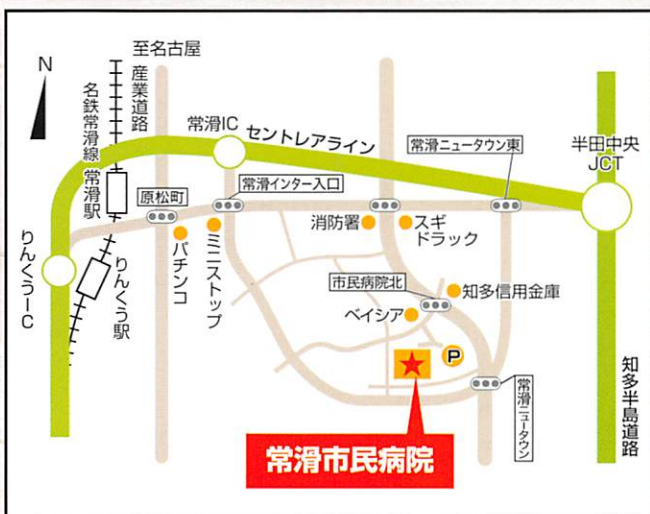 至名古屋
N
産業道路
名鉄常滑線
常滑駅
常滑IC
セントレアライン
常滑ニュータウン東
半田中央
JCT
原松町
常滑インター入口
消防署
スギ
ドラック
りんくうIC
りんくう駅
パチンコ
ミニストップ
市民病院北
知多信用金庫
ベイシア
P
常滑ニュータウン
知多半島道路
常滑市民病院